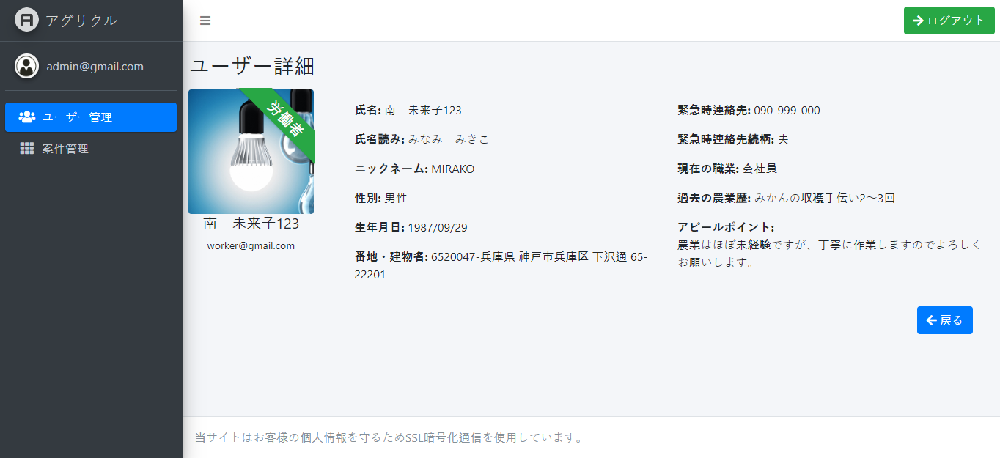 アグリクル
ログアウト
admin@gmail.com
ユーザー管理
案件管理
ユーザー詳細
労働者
南　未来子123
worker@gmail.com
氏名: 南　未来子123
氏名読み: みなみ　みきこ
ニックネーム: MIRAKO
性別: 男性
生年月日: 1987/09/29
番地・建物名: 6520047-兵庫県 神戸市兵庫区 下沢通 65-
22201
緊急時連絡先: 090-999-000
緊急時連絡先続柄: 夫
現在の職業: 会社員
過去の農業歴: みかんの収穫手伝い2～3回
アピールポイント:
農業はほぼ未経験ですが、丁寧に作業しますのでよろしく
お願いします。
戻る
当サイトはお客様の個人情報を守るためSSL暗号化通信を使用しています。